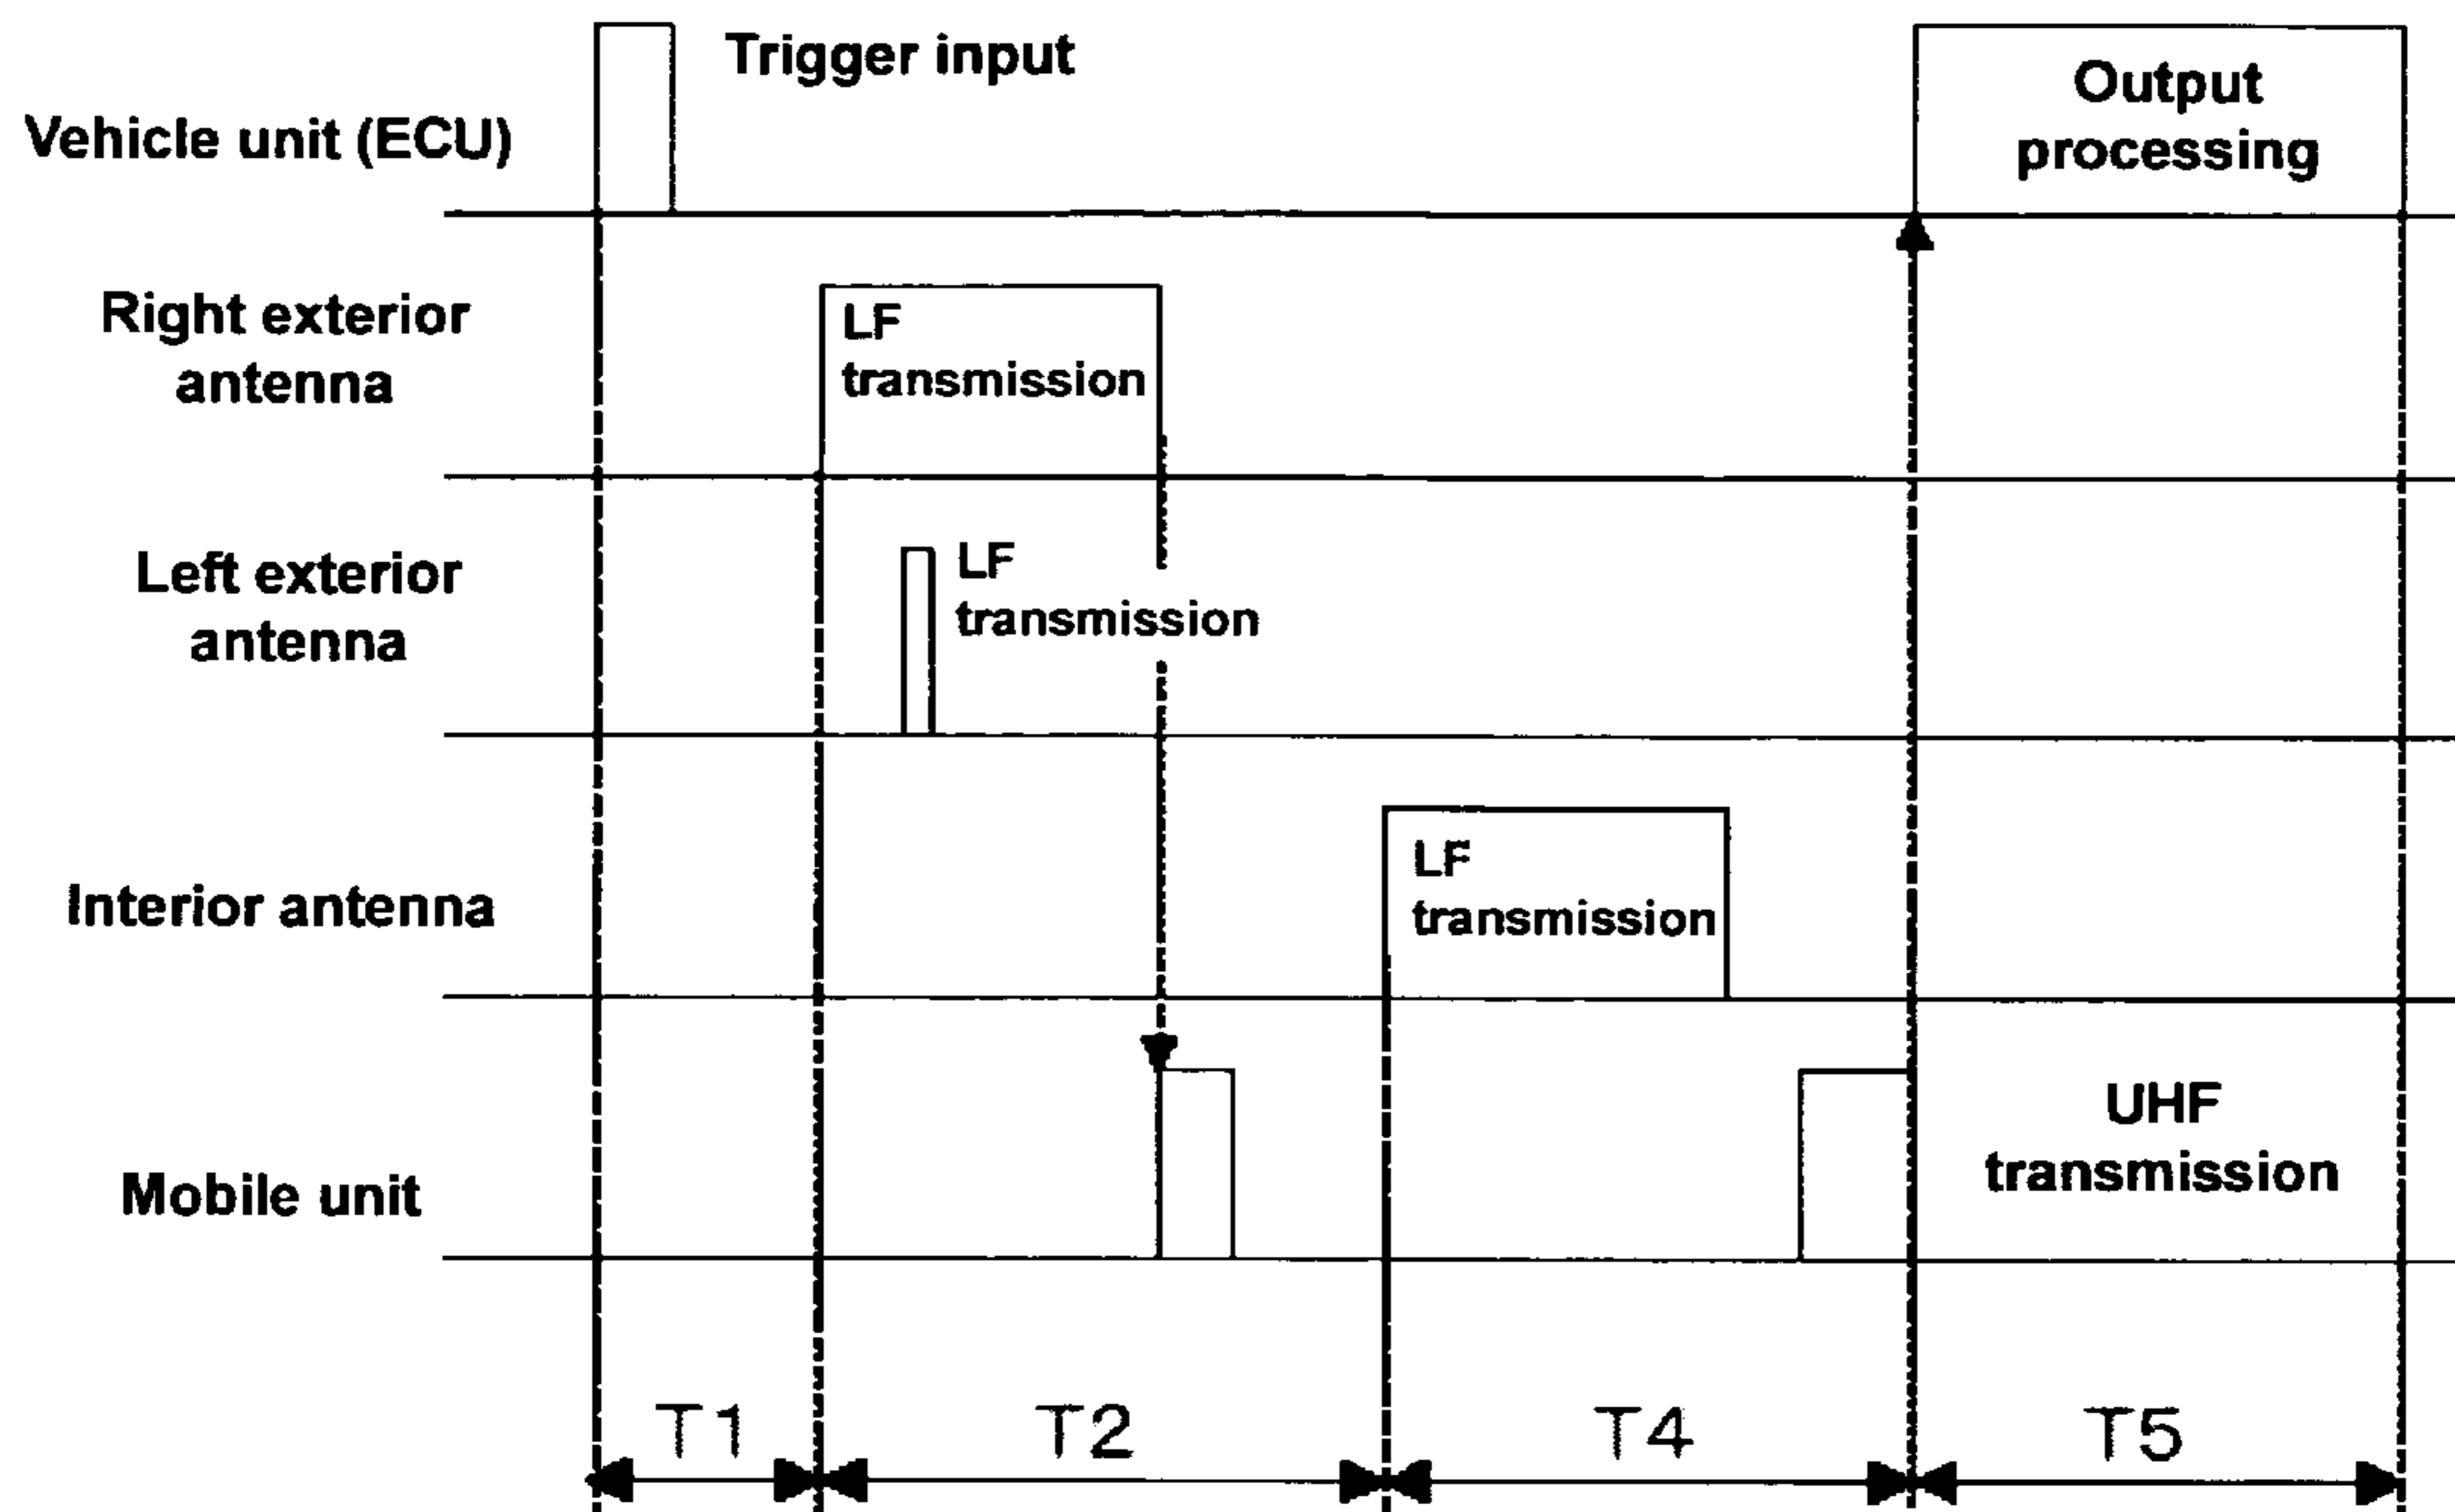 Trigger input
Output
processing
Vehicle unit (ECU)
Right exterior
antenna
LF
transmission
Left exterior
antenna
LF
transmission
Interior antenna
LF
transmission
Mobile unit
UHF
transmission
T1
T2
T4
T5